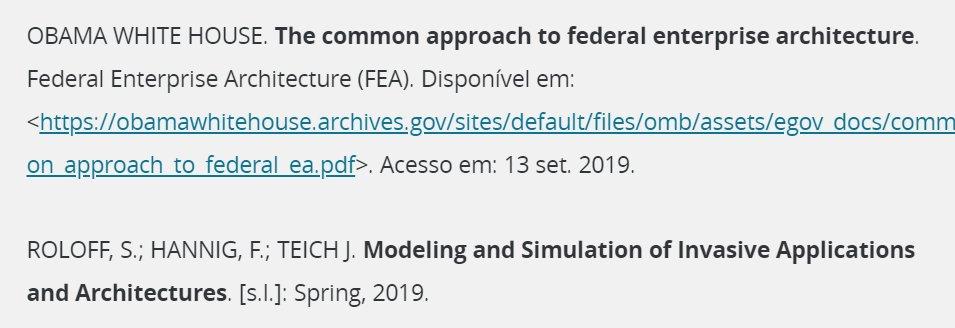 OBAMA WHITE HOUSE. The common approach to federal enterprise architecture.
Federal Enterprise Architecture (FEA). Disponível em:
<https://obamawhitehouse.archives.gov/sites/default/files/omb/assets/egov_docs/comm
on_approach_to_federal_ea.pdf>. Acesso em: 13 set. 2019.
ROLOFF, S.; HANNIG, F.; TEICH J. Modeling and Simulation of Invasive Applications
and Architectures. [s.l.]: Spring, 2019.